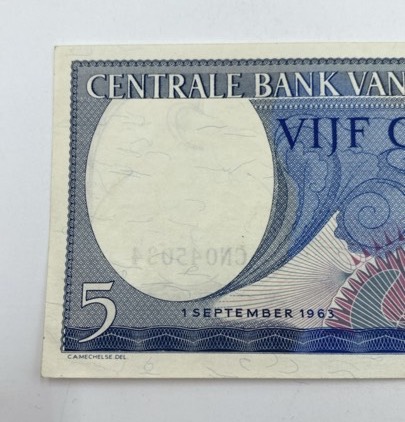 CENTRALE BANK VAN
VIJF G
5
1 SEPTEMBER 1963
C.A.MECHELSE. DEL.